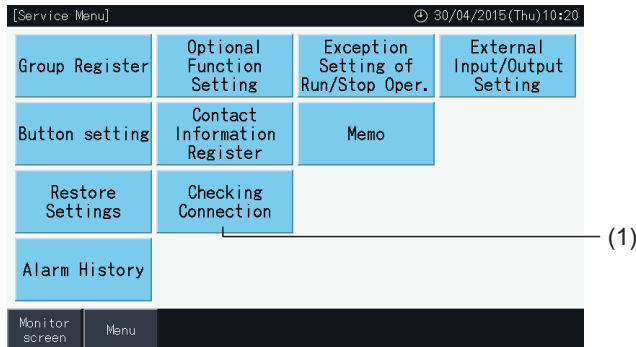 [Service Menu] 30/04/2015(Thu)10:20
Group Register
Optional
Function
Setting
Exception
Setting of
Run/Stop Oper.
External
Input/Output
Setting
Button setting
Contact
Information
Register
Memo
Restore
Settings
Checking
Connection
(1)
Alarm History
Monitor
screen
Menu